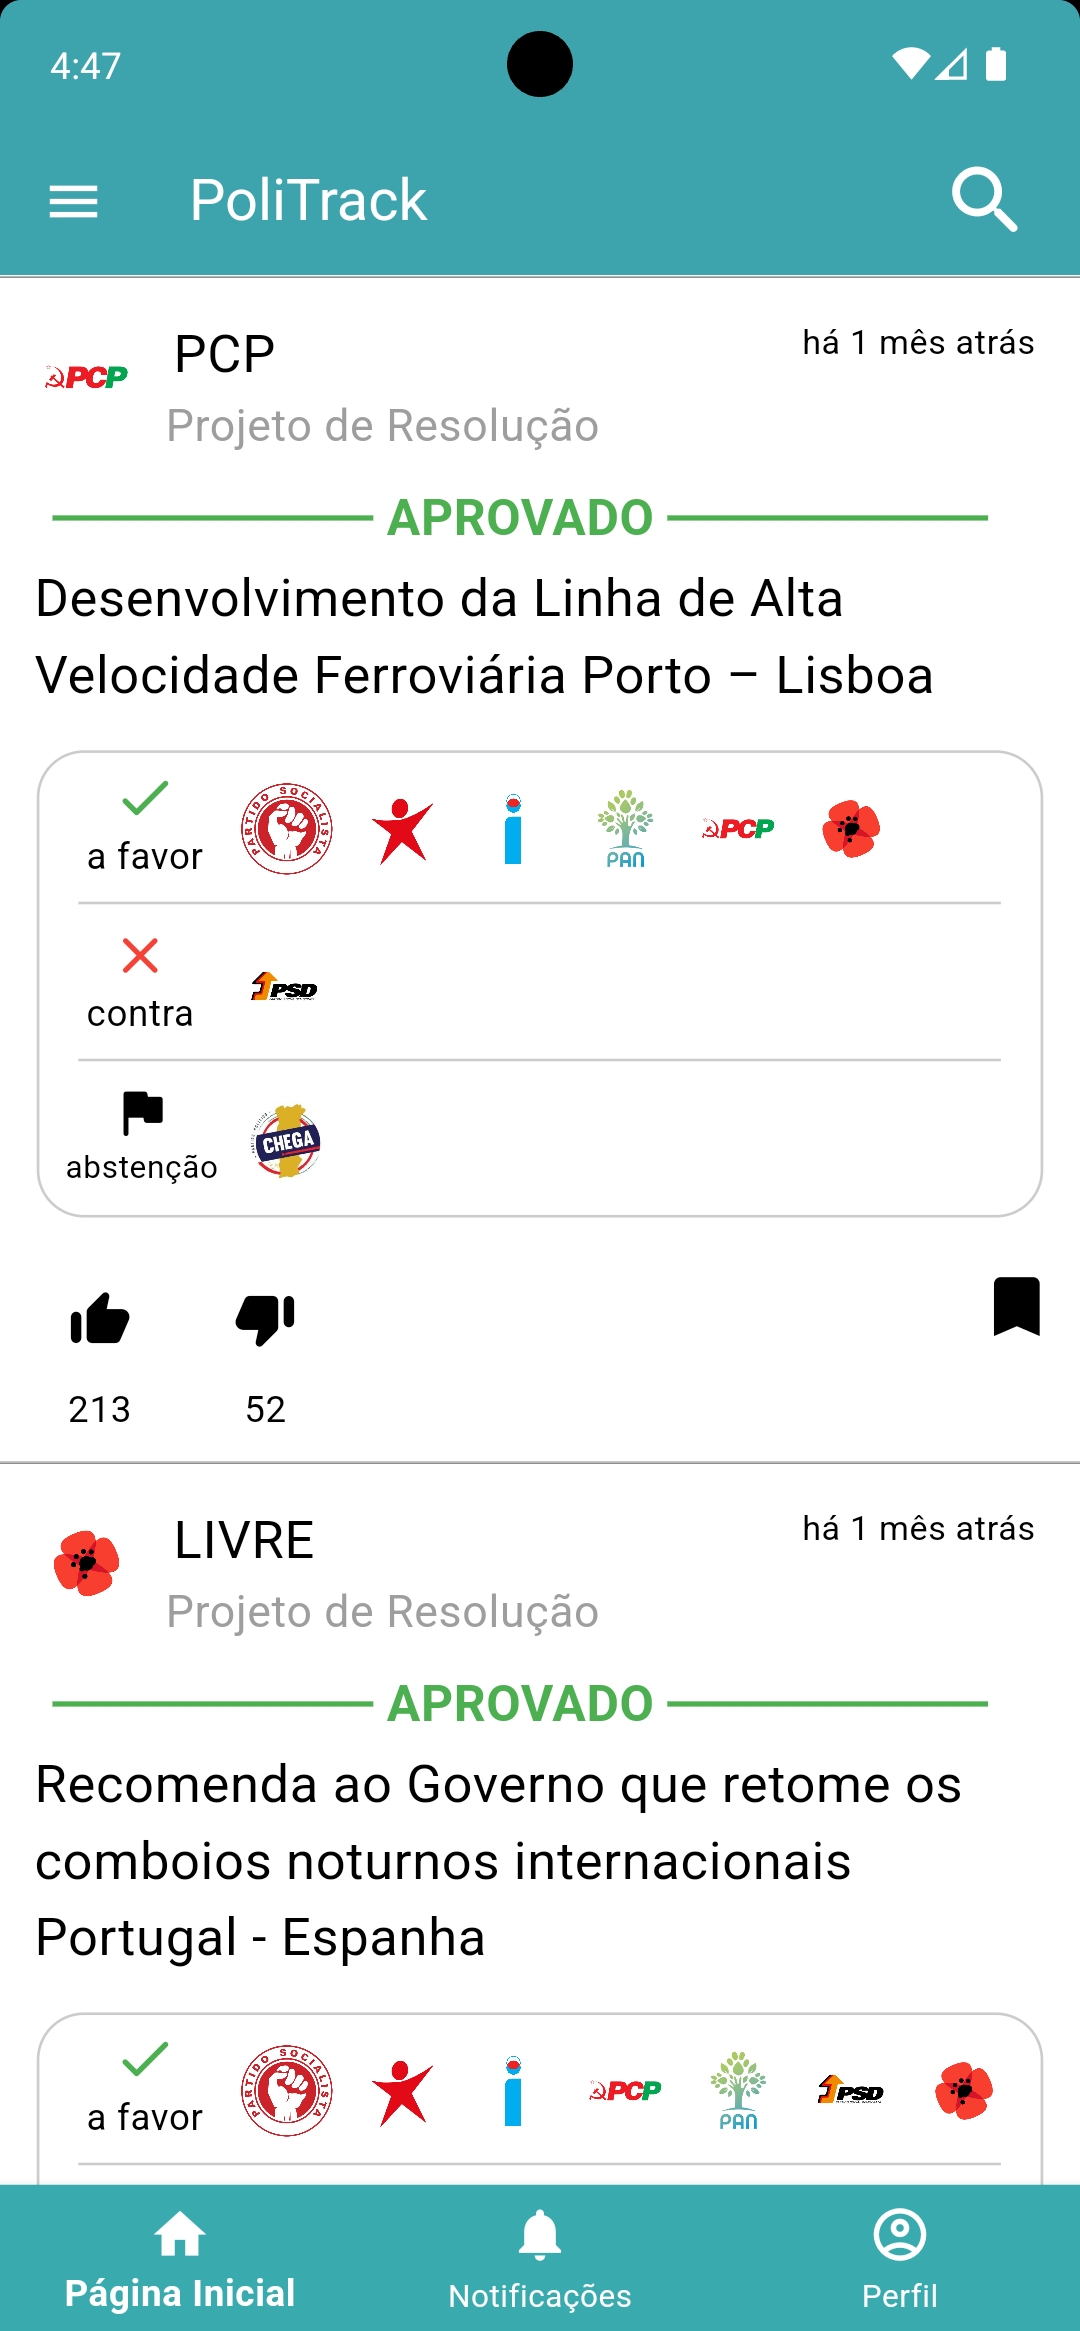 4:47
PoliTrack
PCP
PCP
há 1 mês atrás
Projeto de Resolução
APROVADO
Desenvolvimento da Linha de Alta
Velocidade Ferroviária Porto – Lisboa
a favor
PARTIDO SOCIALISTA
PAN
PCP
contra
PSD
abstenção
CHEGA
213
52
LIVRE
há 1 mês atrás
Projeto de Resolução
APROVADO
Recomenda ao Governo que retome os
comboios noturnos internacionais
Portugal - Espanha
a favor
PARTIDO SOCIALISTA
PCP
PAN
PSD
Página Inicial
Notificações
Perfil